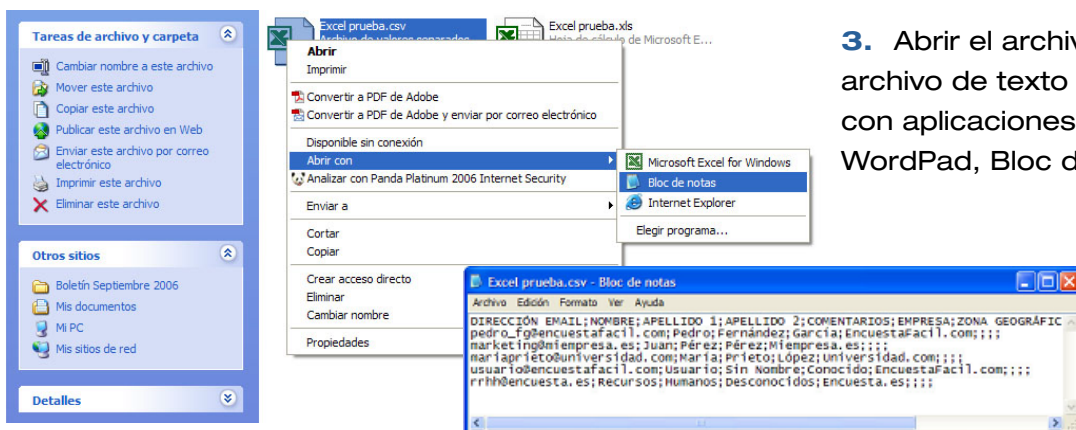 Tareas de archivo y carpeta
Cambiar nombre a este archivo
Mover este archivo
Copiar este archivo
Publicar este archivo en Web
Enviar este archivo por correo
electrónico
Imprimir este archivo
Eliminar este archivo
Otros sitios
Boletín Septiembre 2006
Mis documentos
Mi PC
Mis sitios de red
Detalles
Excel prueba.csv
Archivo de valores separados
Excel prueba.xls
Hoja de cálculo de Microsoft E...
Abrir
Imprimir
Convertir a PDF de Adobe
Convertir a PDF de Adobe y enviar por correo electrónico
Disponible sin conexión
Abrir con
Analizar con Panda Platinum 2006 Internet Security
Enviar a
Cortar
Copiar
Crear acceso directo
Eliminar
Cambiar nombre
Propiedades
Microsoft Excel for Windows
Bloc de notas
Internet Explorer
Elegir programa...
Excel prueba.csv - Bloc de notas
Archivo Edición Formato Ver Ayuda
DIRECCIÓN EMAIL;NOMBRE;APELLIDO 1;APELLIDO 2;COMENTARIOS;EMPRESA;ZONA GEOGRÁFIC
pedro_fg@encuestafacil.com;Pedro;Fernández;García;EncuestaFacil.com;;;
marketing@miempresa.es;Juan;Pérez;Pérez;Miempresa.es;;;;
mariaprieto@universidad.com;María;Prieto;López;Universidad.com;;;;
usuario@encuestafacil.com;Usuario;Sin Nombre;Conocido;EncuestaFacil.com;;;;
rrhh@encuesta.es;Recursos;Humanos;Desconocidos;Encuesta.es;;;;
3. Abrir el archiv
archivo de texto
con aplicaciones
WordPad, Bloc d